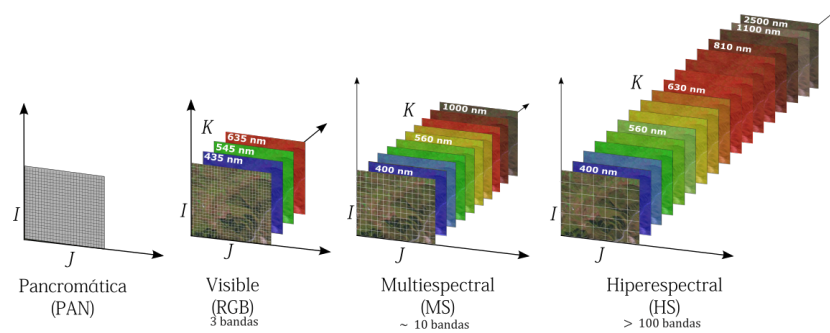 I
J
Pancromática
(PAN)
K
635 nm
545 nm
435 nm
I
J
Visible
(RGB)
3 bandas
K
1000 nm
560 nm
400 nm
I
J
Multiespectral
(MS)
~ 10 bandas
2500 nm
1100 nm
810 nm
K
630 nm
560 nm
400 nm
I
J
Hiperespectral
(HS)
> 100 bandas